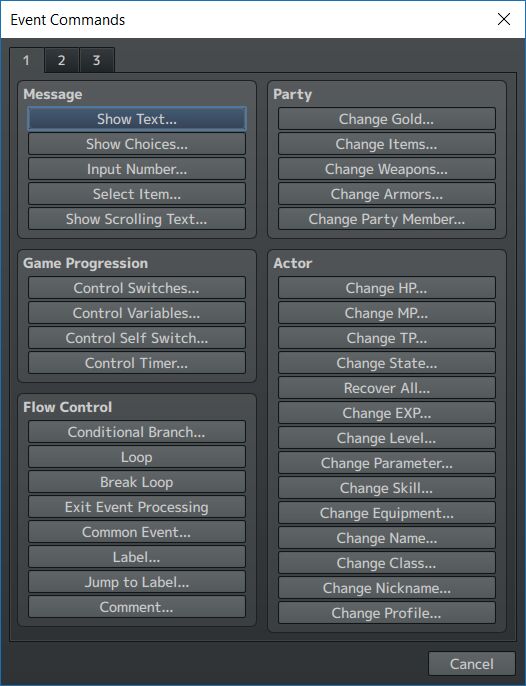 Event Commands
1 2 3
Message
Show Text...
Show Choices...
Input Number...
Select Item...
Show Scrolling Text...
Game Progression
Control Switches...
Control Variables...
Control Self Switch...
Control Timer...
Flow Control
Conditional Branch...
Loop
Break Loop
Exit Event Processing
Common Event...
Label...
Jump to Label...
Comment...
Party
Change Gold...
Change Items...
Change Weapons...
Change Armors...
Change Party Member...
Actor
Change HP...
Change MP...
Change TP...
Change State...
Recover All...
Change EXP...
Change Level...
Change Parameter...
Change Skill...
Change Equipment...
Change Name...
Change Class...
Change Nickname...
Change Profile...
Cancel